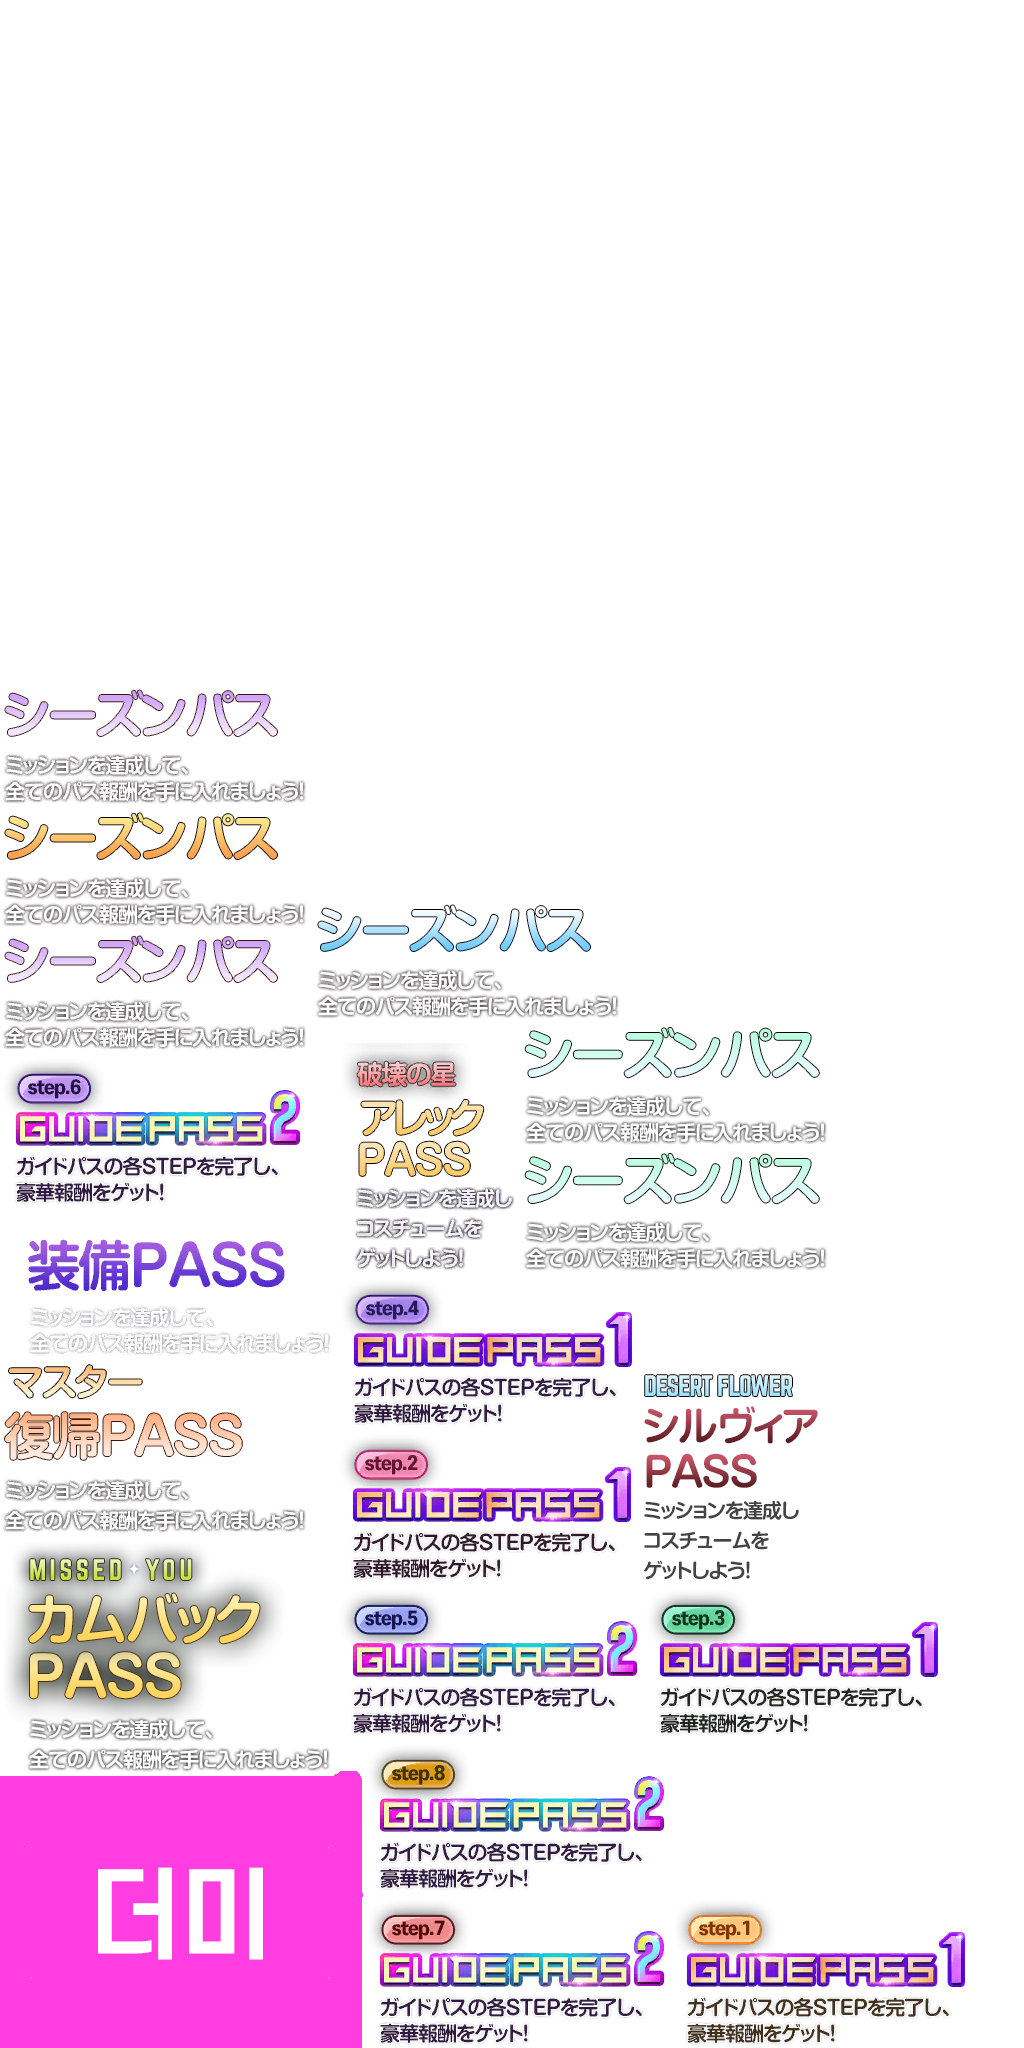 シーズンパス
ミッションを達成して、
全てのパス報酬を手に入れましょう!
シーズンパス
ミッションを達成して、
全てのパス報酬を手に入れましょう!
シーズンパス
ミッションを達成して、
全てのパス報酬を手に入れましょう!
シーズンパス
ミッションを達成して、
全てのパス報酬を手に入れましょう!
step.6
GUIDEPASS2
ガイドパスの各STEPを完了し、
豪華報酬をゲット!
破壊の星
アレック
PASS
ミッションを達成し
コスチュームを
ゲットしよう!
シーズンパス
ミッションを達成して、
全てのパス報酬を手に入れましょう!
シーズンパス
ミッションを達成して、
全てのパス報酬を手に入れましょう!
装備PASS
ミッションを達成して、
全てのパス報酬を手に入れましょう!
マスター
復帰PASS
ミッションを達成して、
全てのパス報酬を手に入れましょう!
step.4
GUIDEPASS1
ガイドパスの各STEPを完了し、
豪華報酬をゲット!
step.2
GUIDEPASS1
ガイドパスの各STEPを完了し、
豪華報酬をゲット!
DESERT FLOWER
シルヴィア
PASS
ミッションを達成し
コスチュームを
ゲットしよう!
MISSED YOU
カムバック
PASS
ミッションを達成して、
全てのパス報酬を手に入れましょう!
step.5
GUIDEPASS2
ガイドパスの各STEPを完了し、
豪華報酬をゲット!
step.3
GUIDEPASS1
ガイドパスの各STEPを完了し、
豪華報酬をゲット!
더미
step.8
GUIDEPASS2
ガイドパスの各STEPを完了し、
豪華報酬をゲット!
step.7
GUIDEPASS2
ガイドパスの各STEPを完了し、
豪華報酬をゲット!
step.1
GUIDEPASS1
ガイドパスの各STEPを完了し、
豪華報酬をゲット!